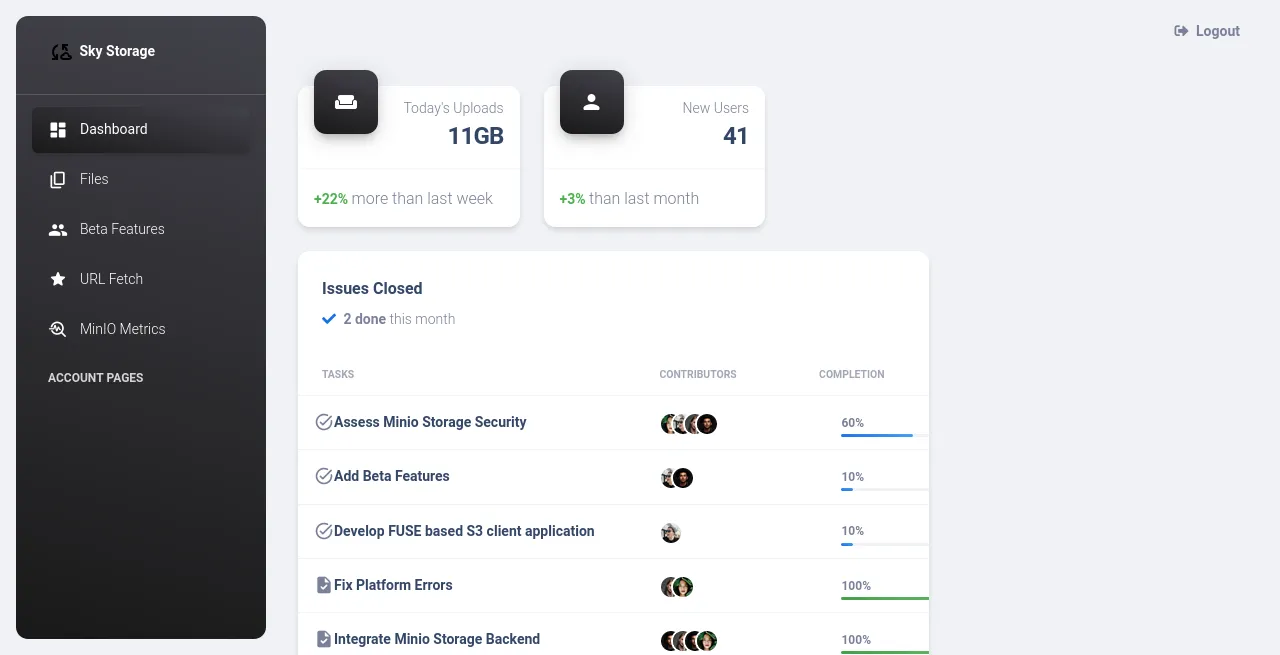 Sky Storage
Dashboard
Files
Beta Features
URL Fetch
MinIO Metrics
ACCOUNT PAGES
Logout
Today's Uploads
11GB
+22% more than last week
New Users
41
+3% than last month
Issues Closed
2 done this month
TASKS CONTRIBUTORS COMPLETION
Assess Minio Storage Security 60%
Add Beta Features 10%
Develop FUSE based S3 client application 10%
Fix Platform Errors 100%
Integrate Minio Storage Backend 100%